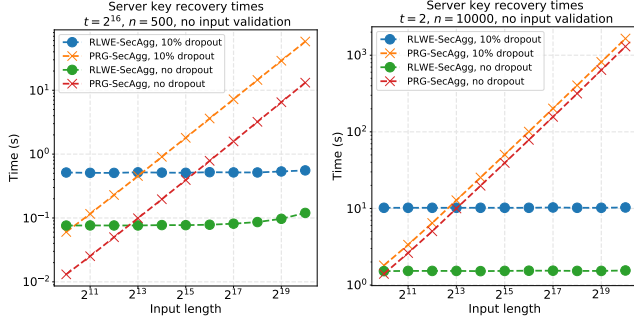 Server key recovery times
t = 2^16, n = 500, no input validation
RLWE-SecAgg, 10% dropout
PRG-SecAgg, 10% dropout
RLWE-SecAgg, no dropout
PRG-SecAgg, no dropout
Time (s)
10^1
10^0
10^−1
10^−2
2^11 2^13 2^15 2^17 2^19
Input length
Server key recovery times
t = 2, n = 10000, no input validation
RLWE-SecAgg, 10% dropout
PRG-SecAgg, 10% dropout
RLWE-SecAgg, no dropout
PRG-SecAgg, no dropout
Time (s)
10^3
10^2
10^1
10^0
2^11 2^13 2^15 2^17 2^19
Input length